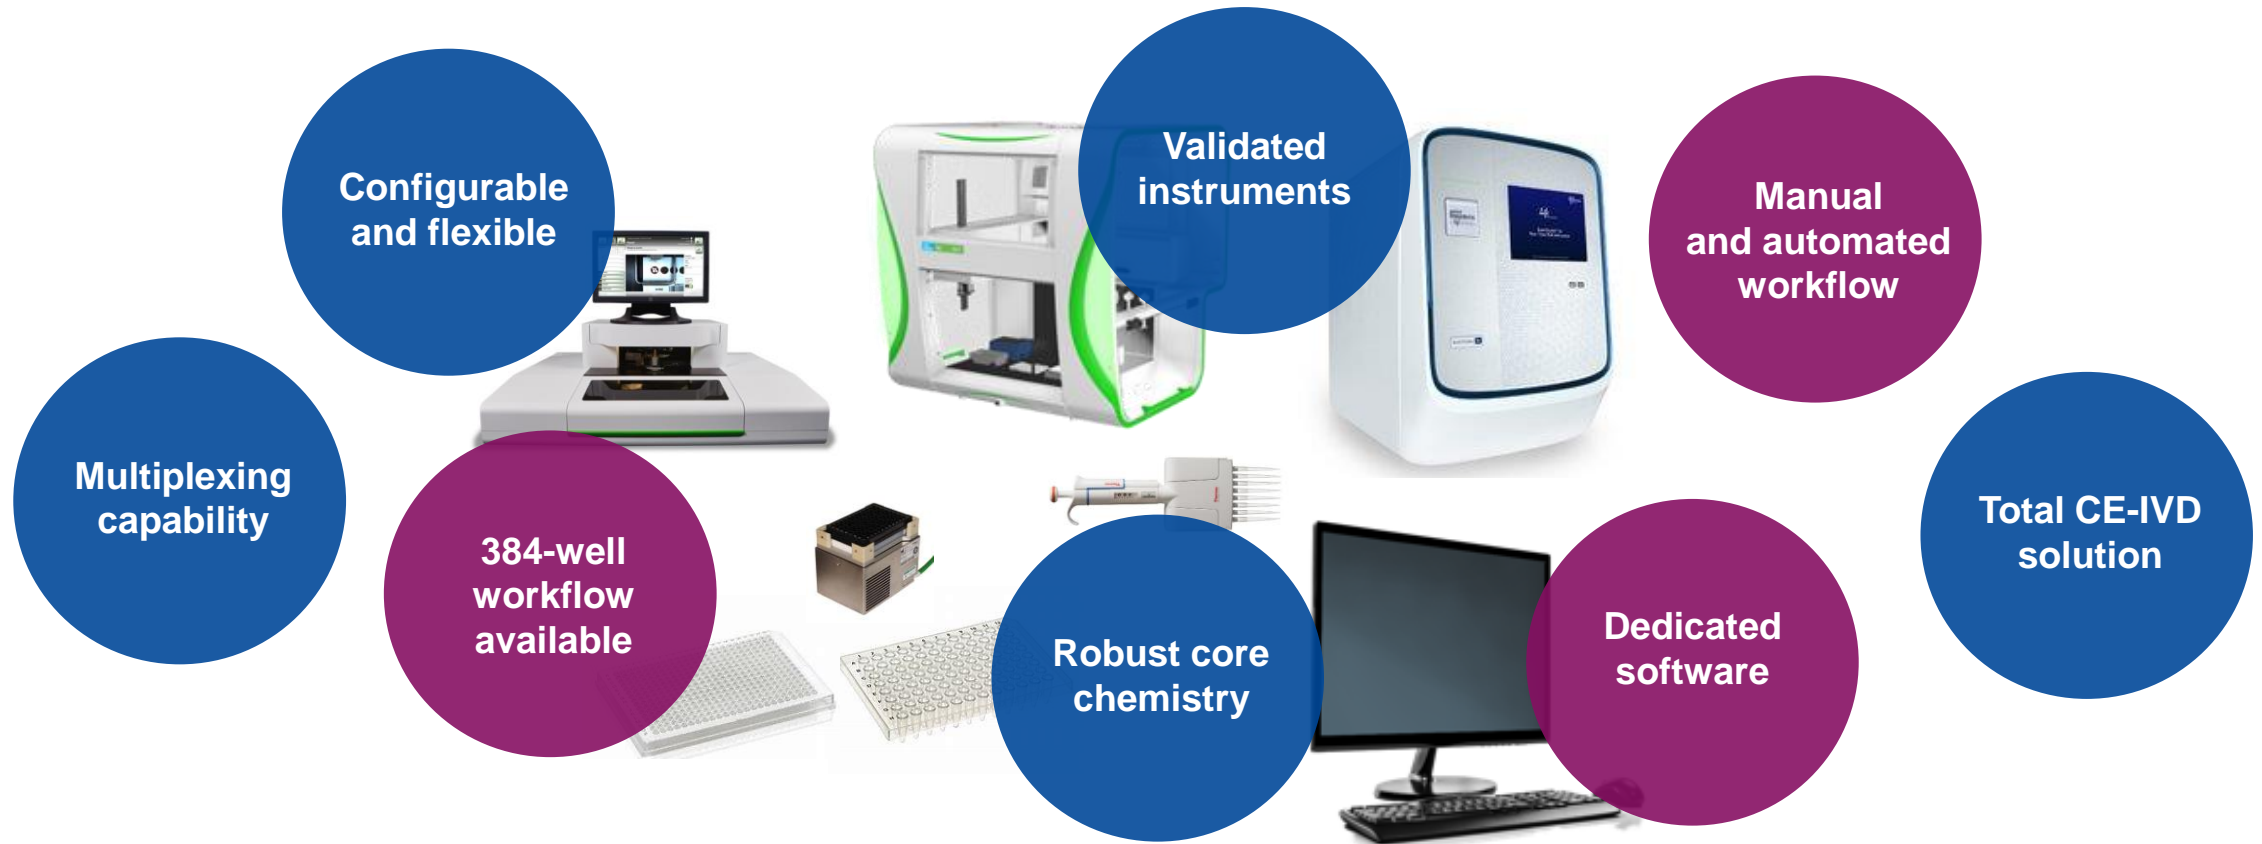 Configurable
and flexible
Validated
instruments
Manual
and automated
workflow
Multiplexing
capability
384-well
workflow
available
Robust core
chemistry
Dedicated
software
Total CE-IVD
solution